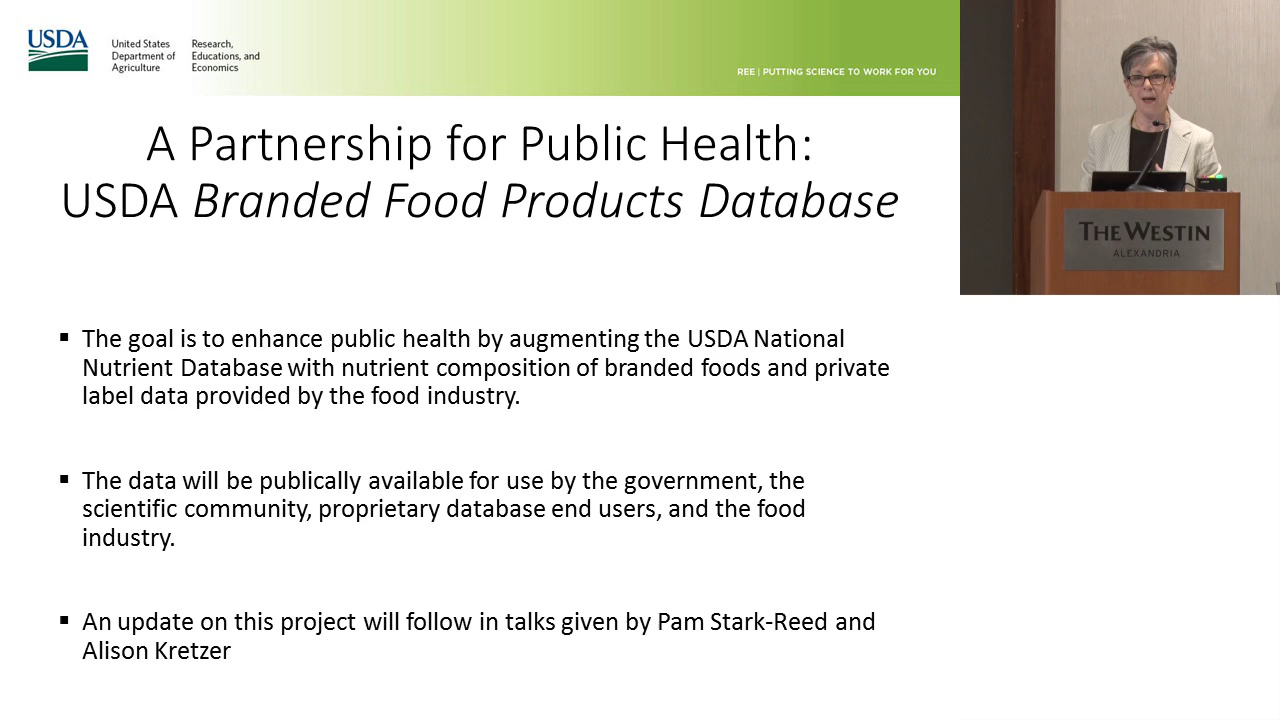 USDA
United States
Department of
Agriculture
Research,
Educations, and
Economics
REE | PUTTING SCIENCE TO WORK FOR YOU
A Partnership for Public Health:
USDA Branded Food Products Database
▪ The goal is to enhance public health by augmenting the USDA National
Nutrient Database with nutrient composition of branded foods and private
label data provided by the food industry.
▪ The data will be publically available for use by the government, the
scientific community, proprietary database end users, and the food
industry.
▪ An update on this project will follow in talks given by Pam Stark-Reed and
Alison Kretzer
THE WESTIN
ALEXANDRIA